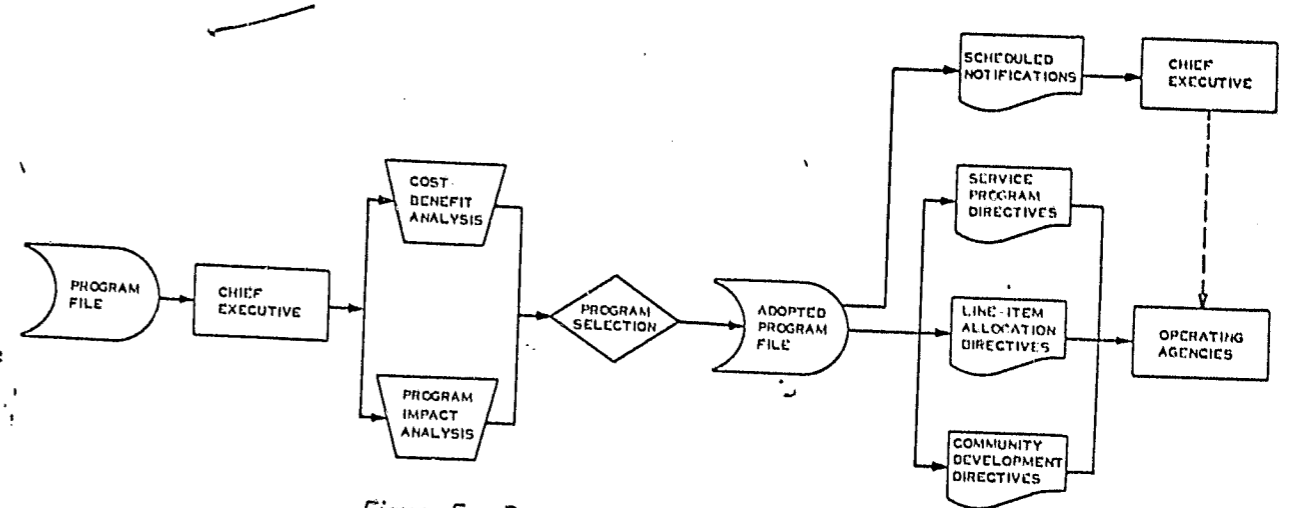 PROGRAM
FILE
CHIEF
EXECUTIVE
COST-
BENEFIT
ANALYSIS
PROGRAM
IMPACT
ANALYSIS
PROGRAM
SELECTION
ADOPTED
PROGRAM
FILE
SCHEDULED
NOTIFICATIONS
CHIEF
EXECUTIVE
SERVICE
PROGRAM
DIRECTIVES
LINE-ITEM
ALLOCATION
DIRECTIVES
COMMUNITY
DEVELOPMENT
DIRECTIVES
OPERATING
AGENCIES